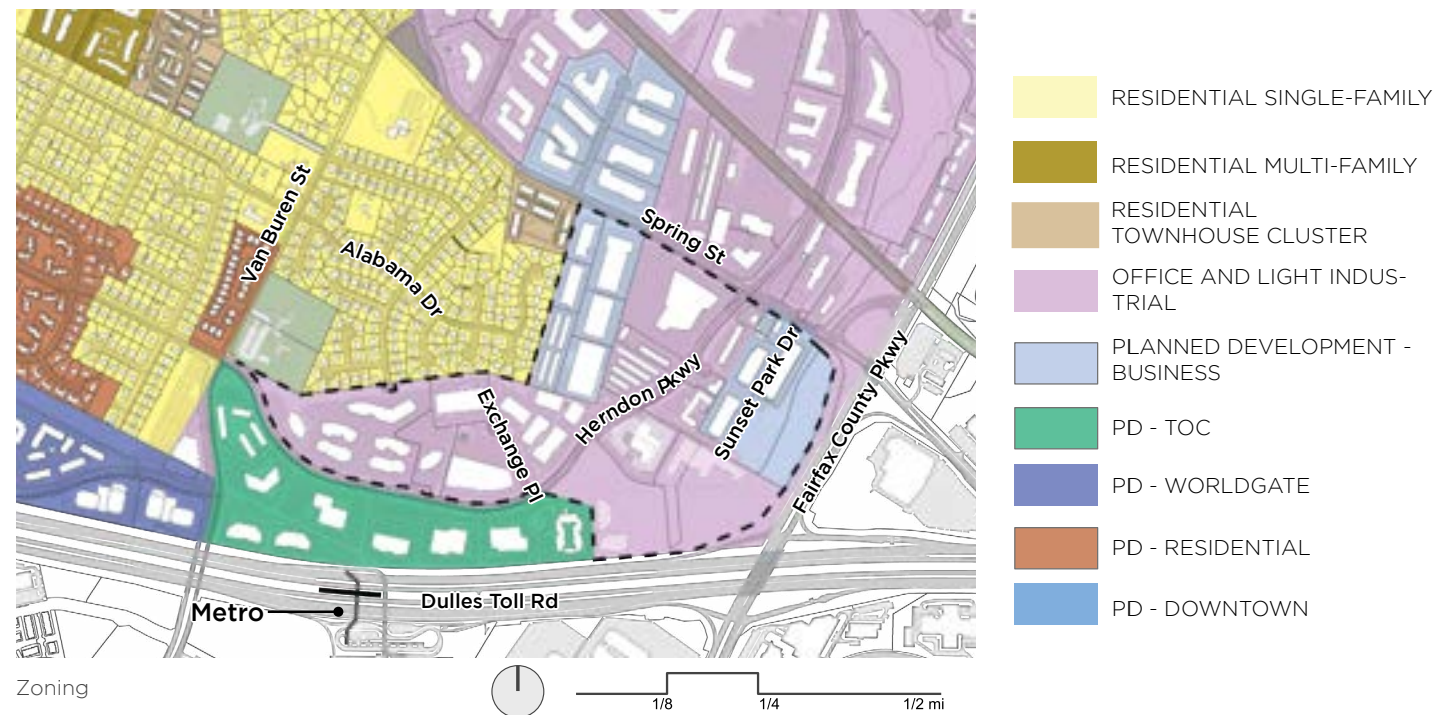 RESIDENTIAL SINGLE-FAMILY
RESIDENTIAL MULTI-FAMILY
RESIDENTIAL
TOWNHOUSE CLUSTER
OFFICE AND LIGHT INDUS-
TRIAL
PLANNED DEVELOPMENT -
BUSINESS
PD - TOC
PD - WORLDGATE
PD - RESIDENTIAL
PD - DOWNTOWN
Van Buren St
Alabama Dr
Spring St
Exchange Pl
Herndon Pkwy
Sunset Park Dr
Fairfax County Pkwy
Dulles Toll Rd
Metro
Zoning
1/8
1/4
1/2 mi